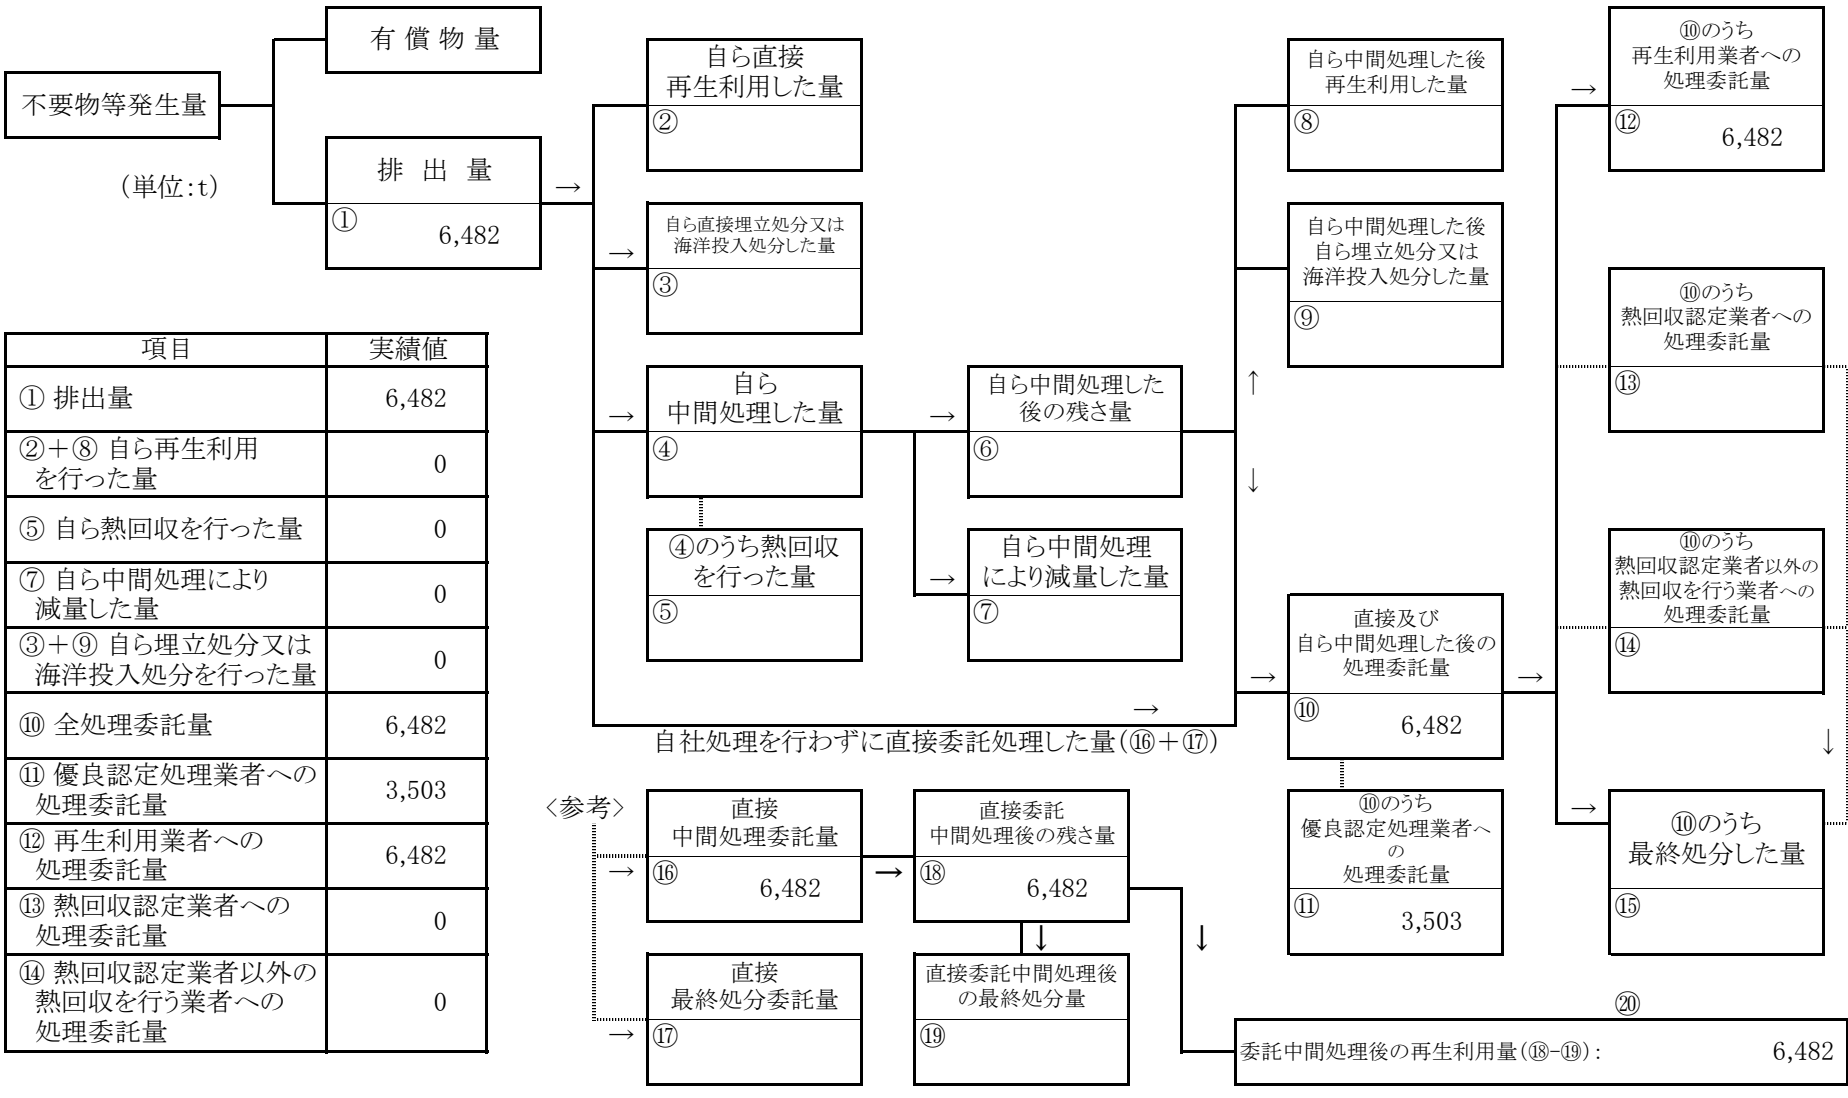 不要物等発生量
(単位:t)
有償物量
排出量
①
6,482
→
自ら直接
再生利用した量
②
→
自ら直接埋立処分又は
海洋投入処分した量
③
→
自ら
中間処理した量
④
④のうち熱回収
を行った量
⑤
→
自ら中間処理した
後の残さ量
⑥
→
自ら中間処理
により減量した量
⑦
自ら中間処理した後
再生利用した量
⑧
自ら中間処理した後
自ら埋立処分又は
海洋投入処分した量
⑨
↑
↓
→
直接及び
自ら中間処理した後の
処理委託量
⑩
6,482
→
自社処理を行わずに直接委託処理した量(⑯+⑰)
⑩のうち
優良認定処理業者へ
の
処理委託量
⑪
3,503
→
→
⑩のうち
再生利用業者への
処理委託量
⑫
6,482
⑩のうち
熱回収認定業者への
処理委託量
⑬
⑩のうち
熱回収認定業者以外の
熱回収を行う業者への
処理委託量
⑭
↓
→
⑩のうち
最終処分した量
⑮
項目 実績値
① 排出量 6,482
②+⑧ 自ら再生利用
を行った量 0
⑤ 自ら熱回収を行った量 0
⑦ 自ら中間処理により
減量した量 0
③+⑨ 自ら埋立処分又は
海洋投入処分を行った量 0
⑩ 全処理委託量 6,482
⑪ 優良認定処理業者への
処理委託量 3,503
⑫ 再生利用業者への
処理委託量 6,482
⑬ 熱回収認定業者への
処理委託量 0
⑭ 熱回収認定業者以外の
熱回収を行う業者への
処理委託量 0
〈参考〉
→
直接
中間処理委託量
⑯
6,482
→
直接委託
中間処理後の残さ量
⑱
6,482
↓
↓
→
直接
最終処分委託量
⑰
直接委託中間処理後
の最終処分量
⑲
⑳
委託中間処理後の再生利用量(⑱-⑲): 6,482